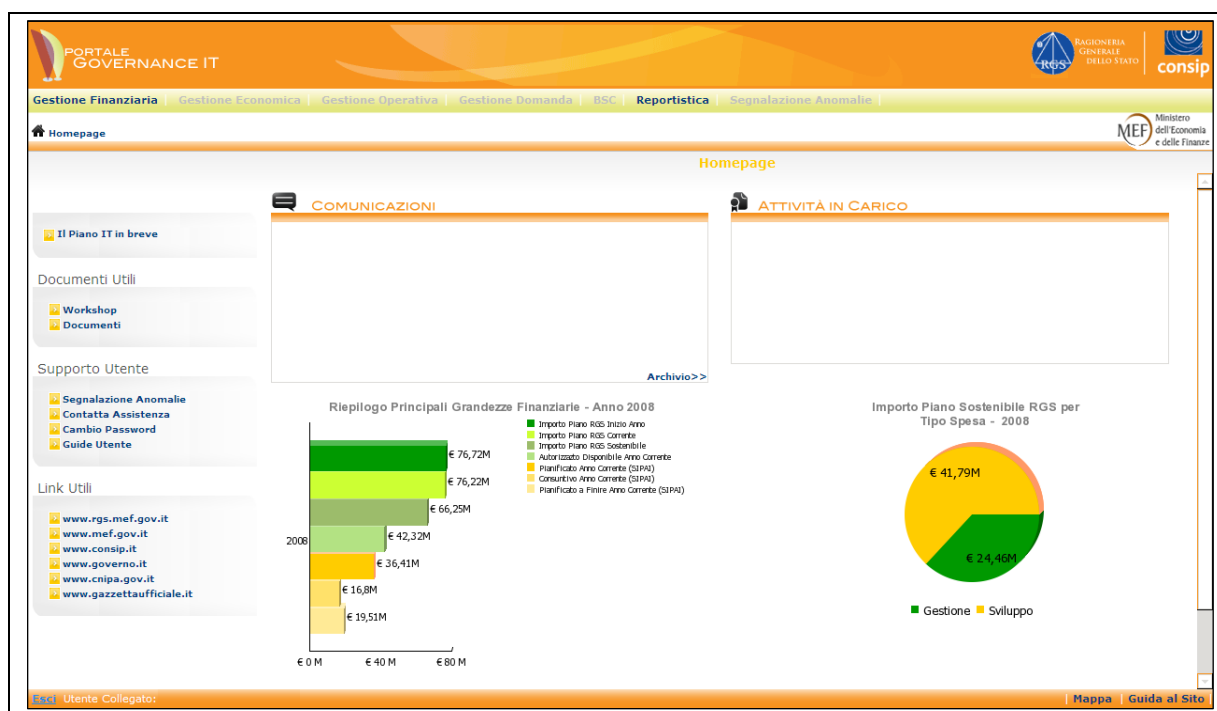 PORTALE
GOVERNANCE IT
RAGIONERIA
GENERALE
DELLO STATO
RGS
consip
Gestione Finanziaria | Gestione Economica | Gestione Operativa | Gestione Domanda | BSC | Reportistica | Segnalazione Anomalie |
Homepage
MEF
Ministero
dell'Economia
e delle Finanze
Homepage
COMUNICAZIONI
ATTIVITÀ IN CARICO
Il Piano IT in breve
Documenti Utili
Workshop
Documenti
Supporto Utente
Segnalazione Anomalie
Contatta Assistenza
Cambio Password
Guide Utente
Link Utili
www.rgs.mef.gov.it
www.mef.gov.it
www.consip.it
www.governo.it
www.cnipa.gov.it
www.gazzettaufficiale.it
Archivio>>
Riepilogo Principali Grandezze Finanziarie - Anno 2008
Importo Piano RGS Inizio Anno
Importo Piano RGS Corrente
Importo Piano RGS Sostenibile
Autorizzazto Disponibile Anno Corrente
Pianificato Anno Corrente (SIPAI)
Consuntivo Anno Corrente (SIPAI)
Pianificato a Finire Anno Corrente (SIPAI)
€ 76,72M
€ 76,22M
€ 66,25M
€ 42,32M
€ 36,41M
€ 16,8M
€ 19,51M
2008
€ 0 M € 40 M € 80 M
Importo Piano Sostenibile RGS per
Tipo Spesa - 2008
€ 41,79M
€ 24,46M
Gestione Sviluppo
Esci Utente Collegato:
| Mappa | Guida al Sito |